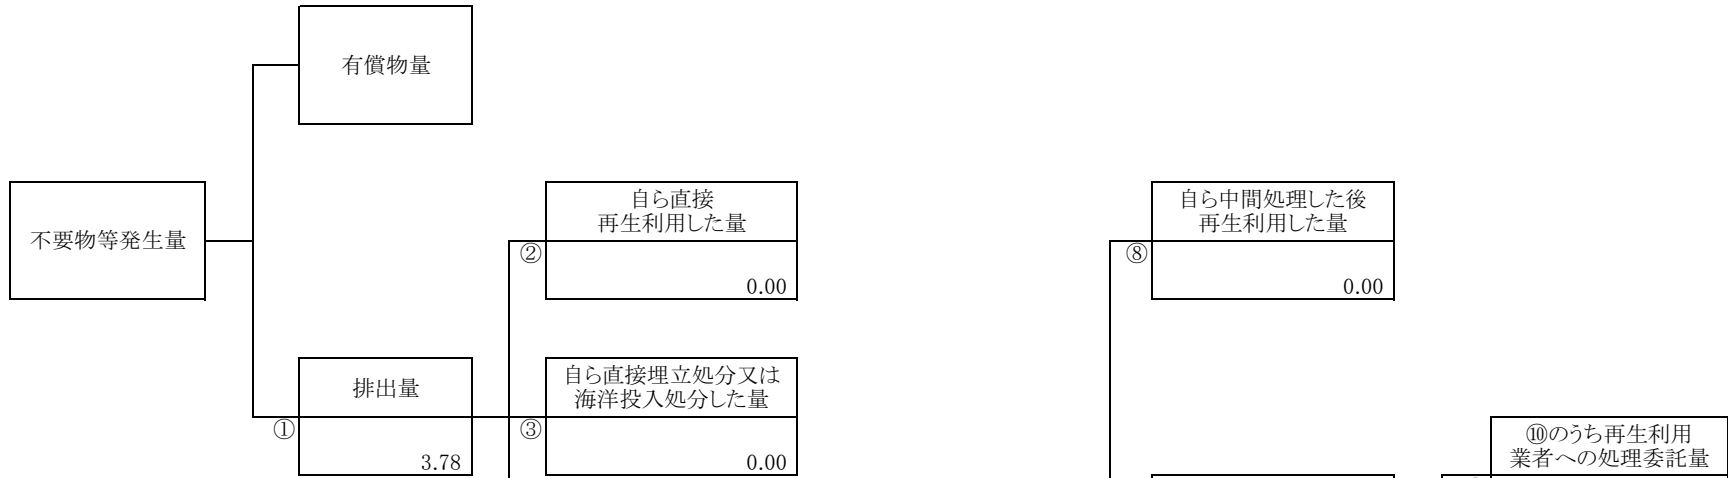 有償物量
不要物等発生量
自ら直接
再生利用した量
②
0.00
自ら中間処理した後
再生利用した量
⑧
0.00
排出量
①
3.78
自ら直接埋立処分又は
海洋投入処分した量
③
0.00
⑩のうち再生利用
業者への処理委託量